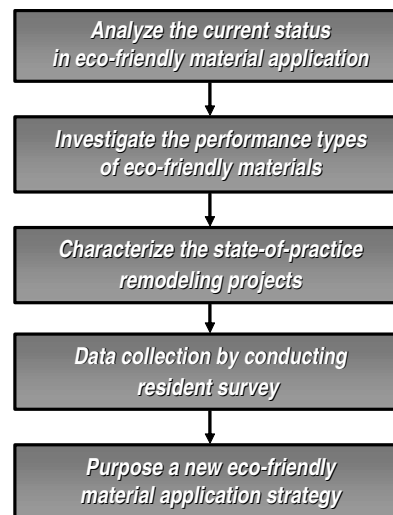 Analyze the current status
in eco-friendly material application
Investigate the performance types
of eco-friendly materials
Characterize the state-of-practice
remodeling projects
Data collection by conducting
resident survey
Purpose a new eco-friendly
material application strategy